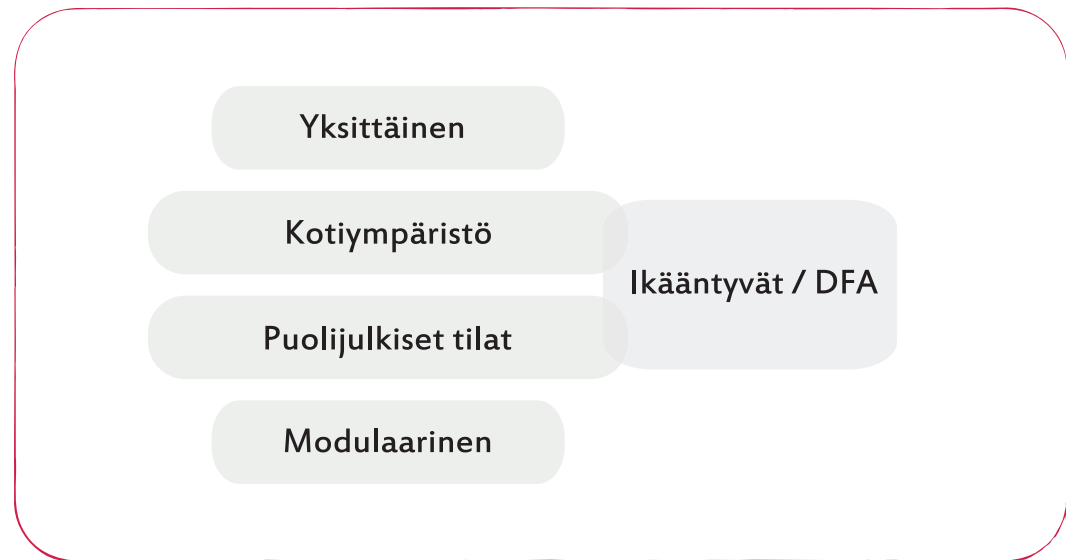 Yksittäinen
Kotiympäristö
Ikääntyvät / DFA
Puolijulkiset tilat
Modulaarinen